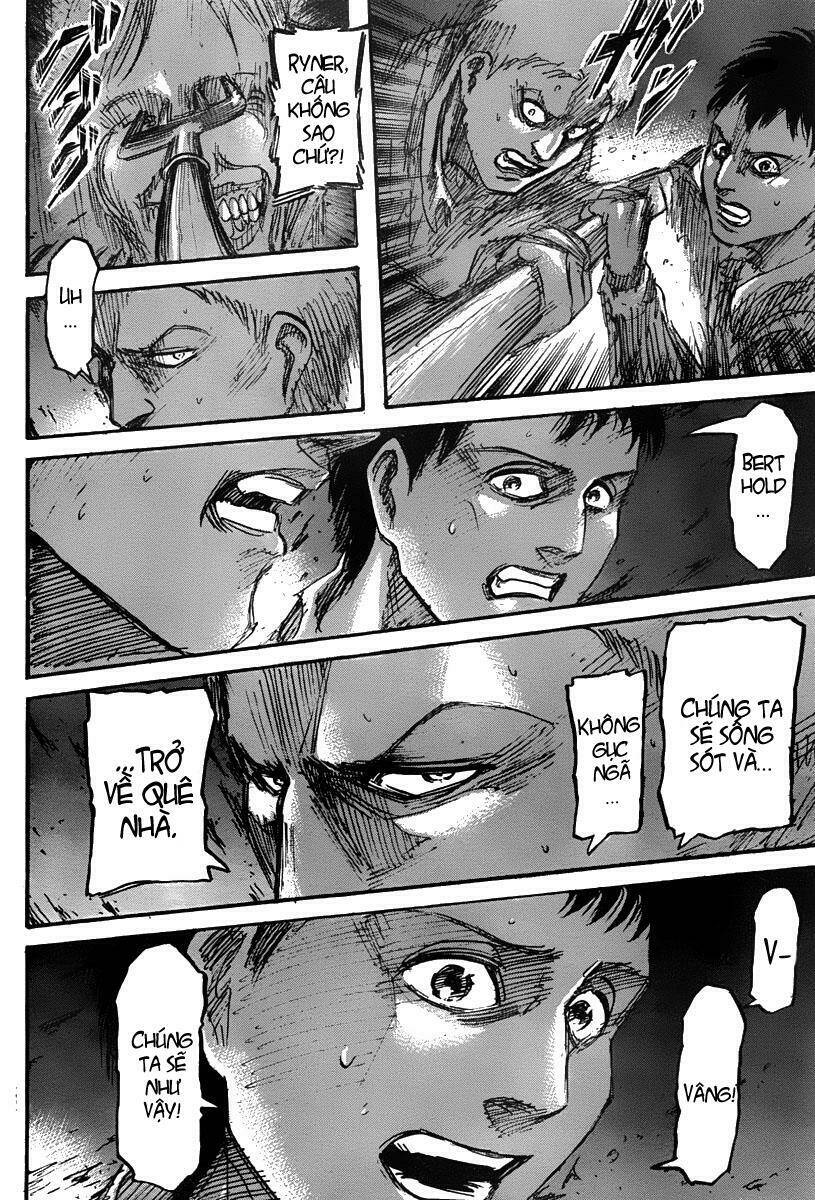 RYNER,
CẬU
KHỐNG
SAO
CHỨ?!
UH
...
BERT
HOLD
...
CHÚNG TA
SẼ SỐNG
SÓT VÀ...
KHÔNG
GỤC
NGÃ
...
...TRỞ
VỀ QUÊ
NHÀ.
V-
VÂNG!
CHÚNG
TA SẼ
NHƯ
VẬY!